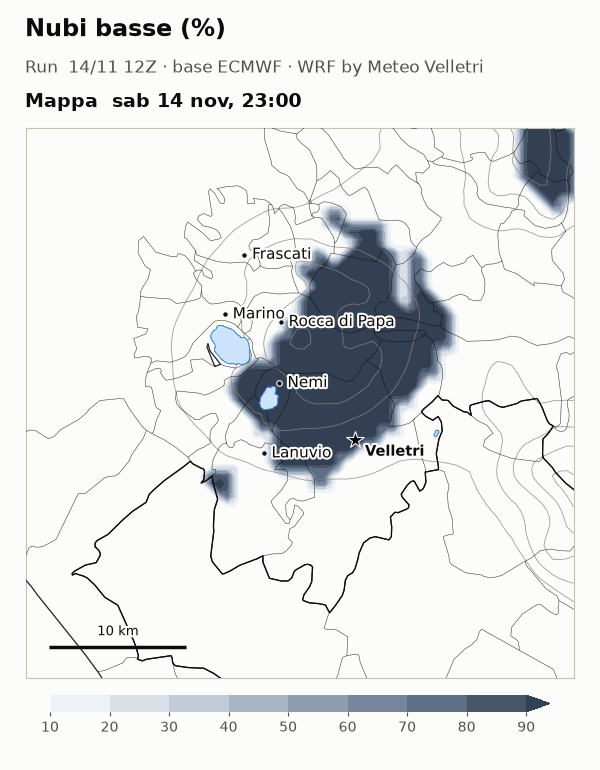 Nubi basse (%)
Run  14/11 12Z · base ECMWF · WRF by Meteo Velletri
Mappa  sab 14 nov, 23:00
Frascati
Marino
Rocca di Papa
Nemi
Lanuvio
Velletri
10 km
10 20 30 40 50 60 70 80 90